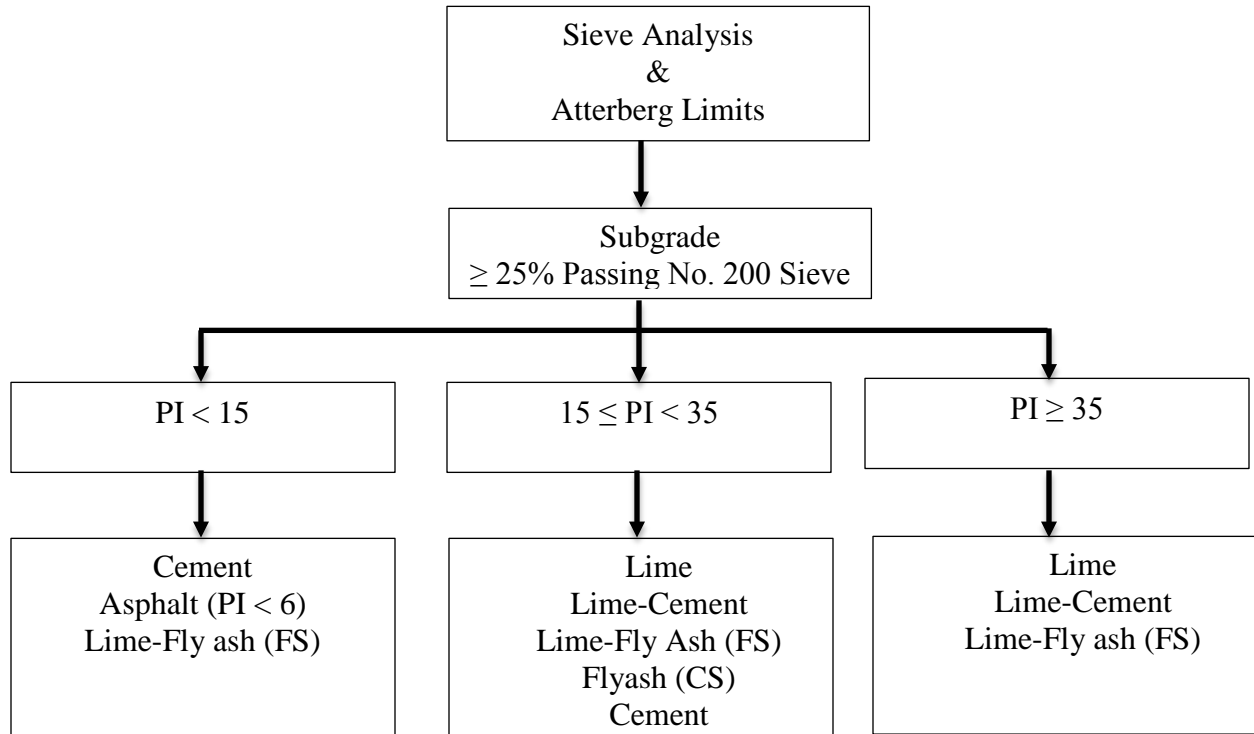 Sieve Analysis
&
Atterberg Limits
Subgrade
≥ 25% Passing No. 200 Sieve
PI < 15
15 ≤ PI < 35
PI ≥ 35
Cement
Asphalt (PI < 6)
Lime-Fly ash (FS)
Lime
Lime-Cement
Lime-Fly Ash (FS)
Flyash (CS)
Cement
Lime
Lime-Cement
Lime-Fly ash (FS)